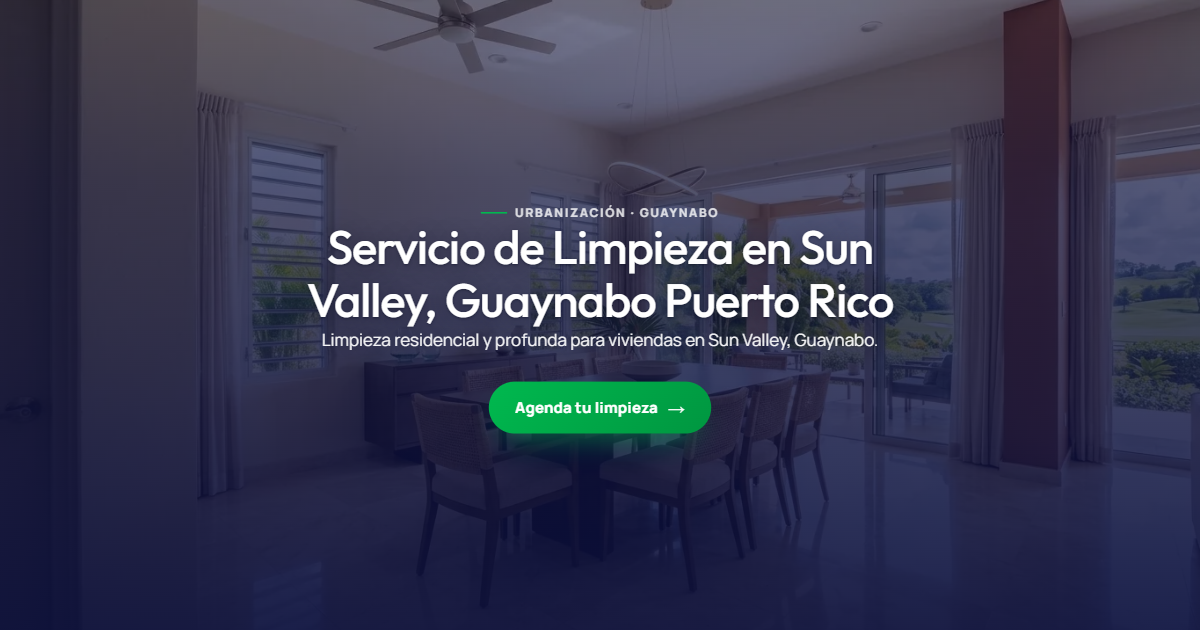 URBANIZACIÓN · GUAYNABO
Servicio de Limpieza en Sun
Valley, Guaynabo Puerto Rico
Limpieza residencial y profunda para viviendas en Sun Valley, Guaynabo.
Agenda tu limpieza →